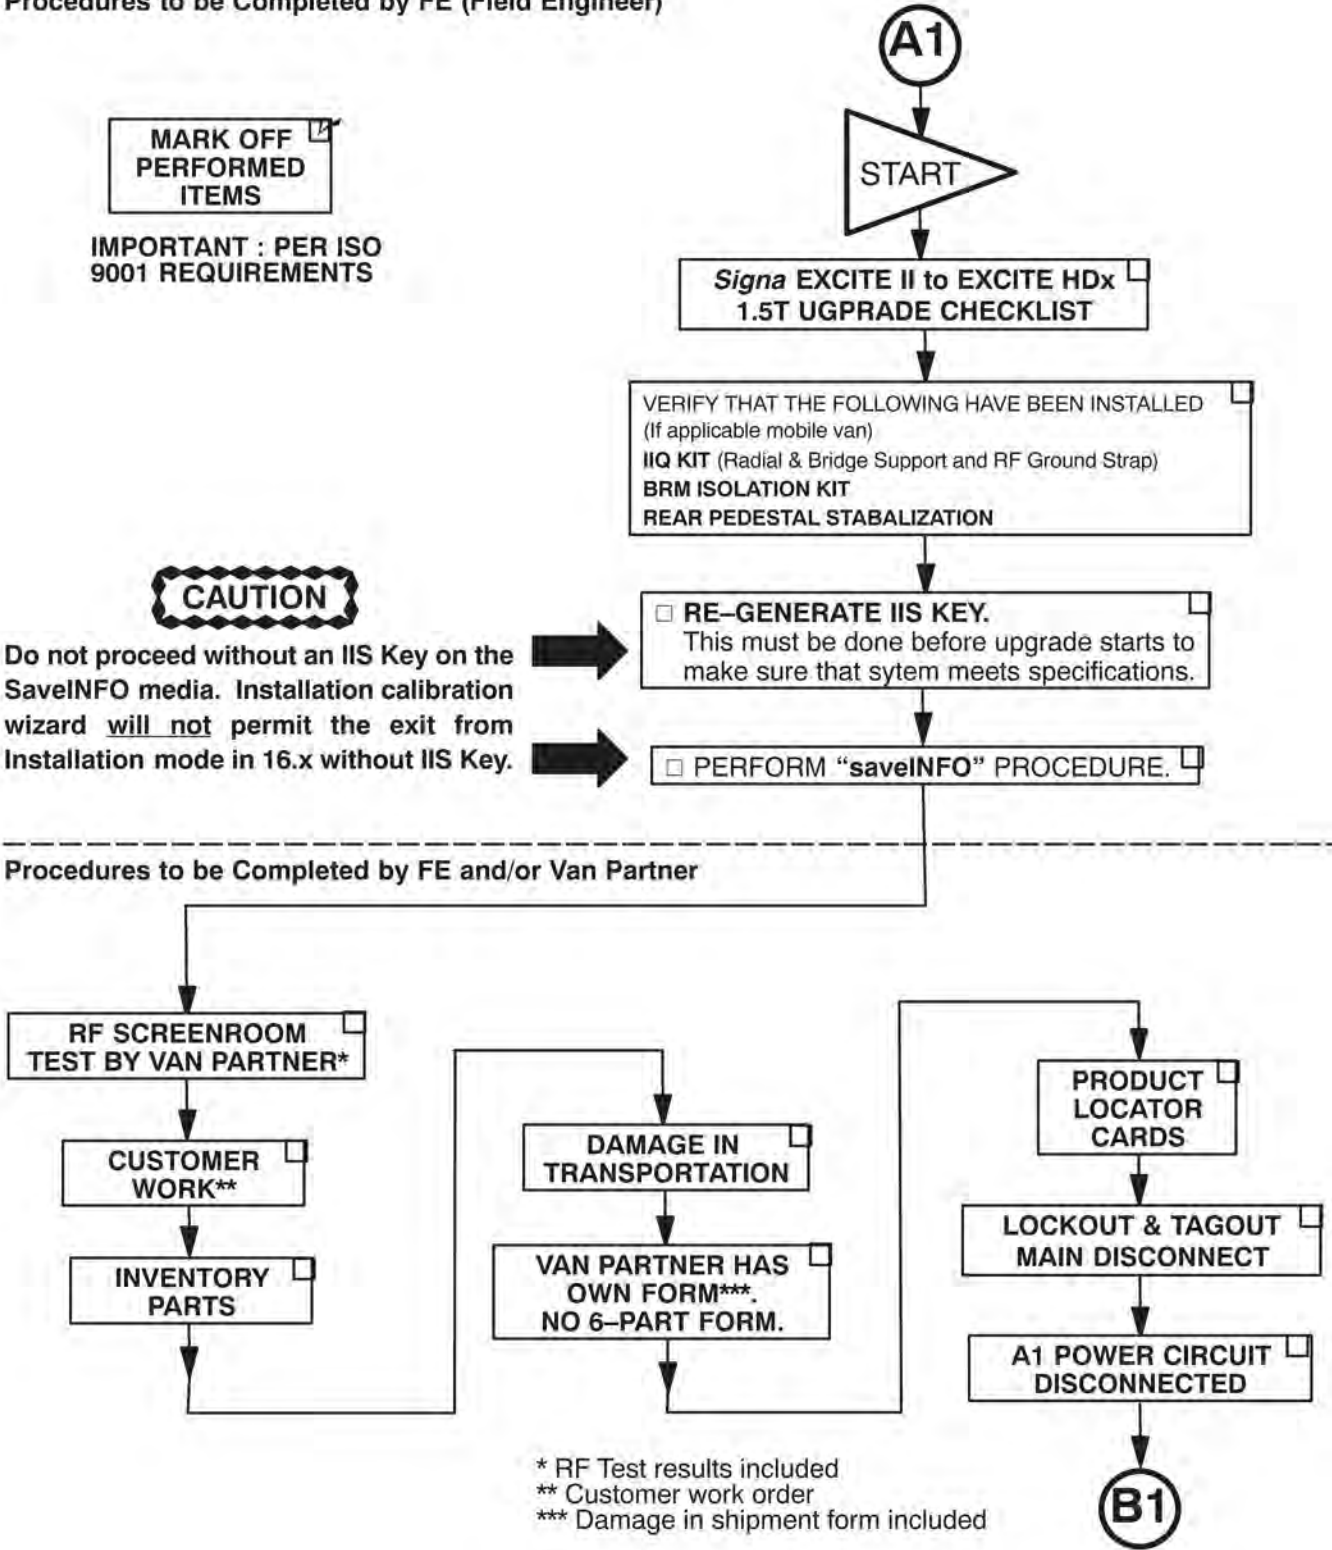 Procedures to be Completed by FE (Field Engineer)
A1
START
MARK OFF
PERFORMED
ITEMS
IMPORTANT : PER ISO
9001 REQUIREMENTS
Signa EXCITE II to EXCITE HDx
1.5T UGPRADE CHECKLIST
VERIFY THAT THE FOLLOWING HAVE BEEN INSTALLED
(If applicable mobile van)
IIQ KIT (Radial & Bridge Support and RF Ground Strap)
BRM ISOLATION KIT
REAR PEDESTAL STABALIZATION
CAUTION
Do not proceed without an IIS Key on the
SaveINFO media. Installation calibration
wizard will not permit the exit from
Installation mode in 16.x without IIS Key.
RE–GENERATE IIS KEY.
This must be done before upgrade starts to
make sure that sytem meets specifications.
PERFORM “saveINFO” PROCEDURE.
Procedures to be Completed by FE and/or Van Partner
RF SCREENROOM
TEST BY VAN PARTNER*
CUSTOMER
WORK**
INVENTORY
PARTS
DAMAGE IN
TRANSPORTATION
VAN PARTNER HAS
OWN FORM***.
NO 6–PART FORM.
PRODUCT
LOCATOR
CARDS
LOCKOUT & TAGOUT
MAIN DISCONNECT
A1 POWER CIRCUIT
DISCONNECTED
B1
* RF Test results included
** Customer work order
*** Damage in shipment form included